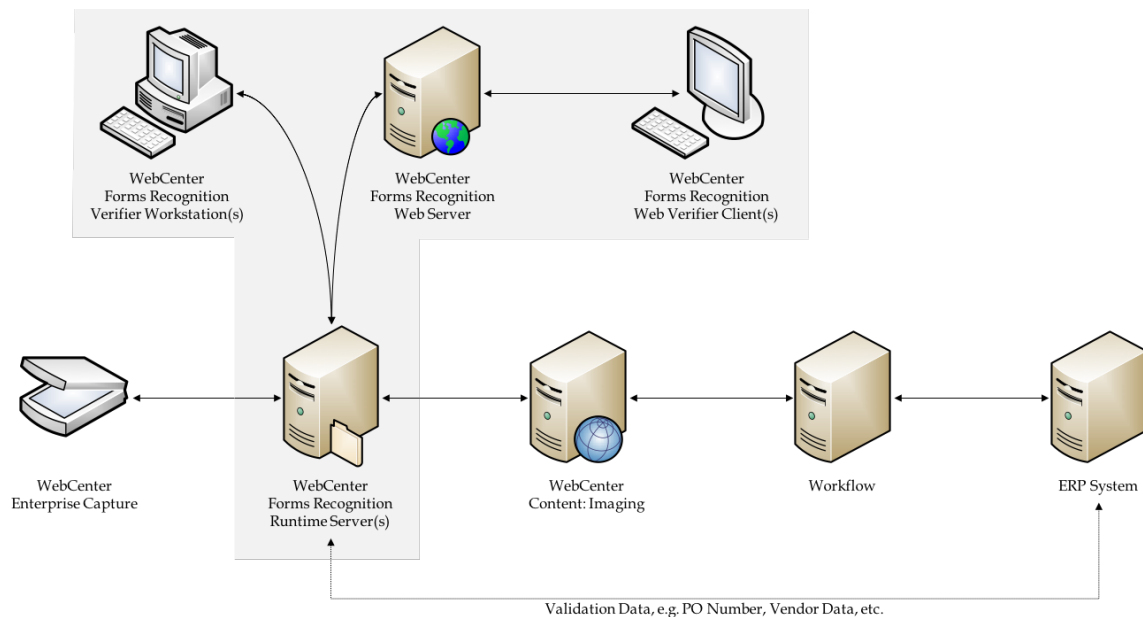 WebCenter
Forms Recognition
Verifier Workstation(s)
WebCenter
Forms Recognition
Web Server
WebCenter
Forms Recognition
Web Verifier Client(s)
WebCenter
Enterprise Capture
WebCenter
Forms Recognition
Runtime Server(s)
WebCenter
Content: Imaging
Workflow
ERP System
Validation Data, e.g. PO Number, Vendor Data, etc.